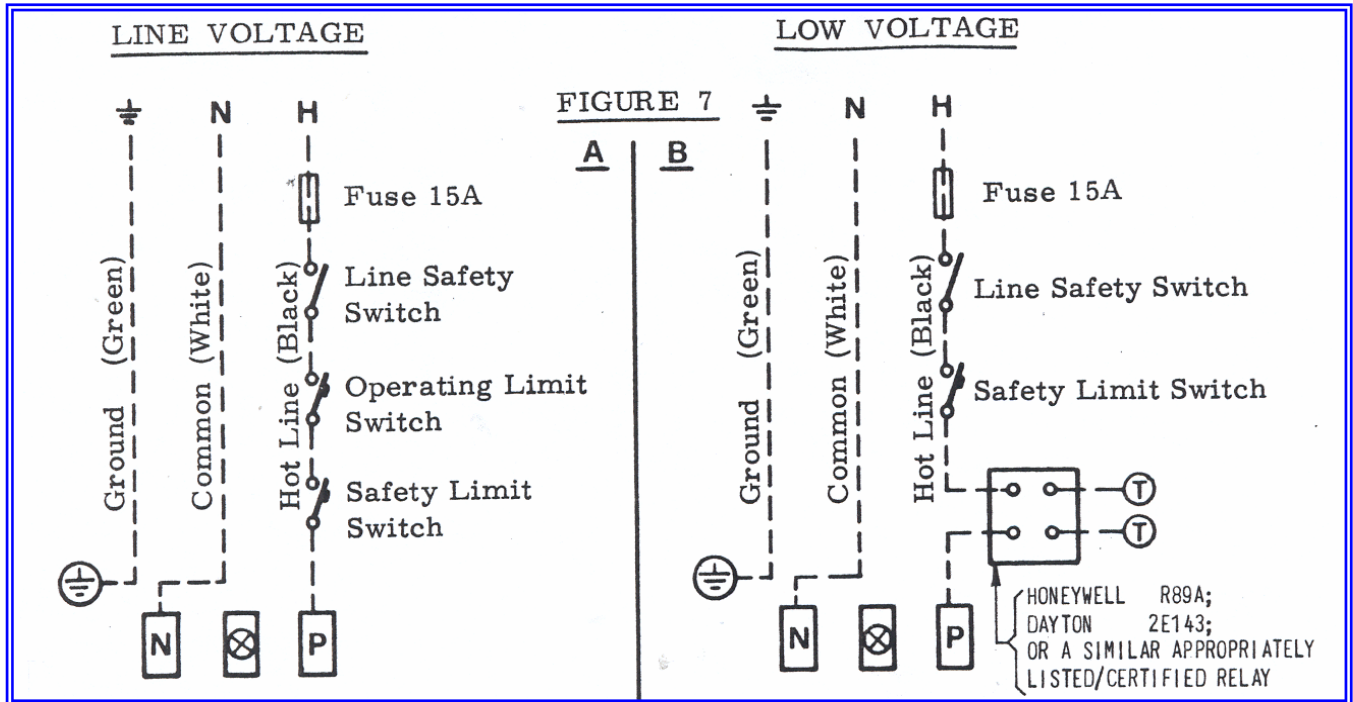 LINE VOLTAGE
LOW VOLTAGE
FIGURE 7
A
B
N
H
Fuse 15A
Line Safety
Switch
Operating Limit
Switch
Safety Limit
Switch
Ground (Green)
Common (White)
Hot Line (Black)
N
P
N
H
Fuse 15A
Line Safety Switch
Safety Limit Switch
Ground (Green)
Common (White)
Hot Line (Black)
T
T
N
P
HONEYWELL R89A;
DAYTON 2E143;
OR A SIMILAR APPROPRIATELY
LISTED/CERTIFIED RELAY